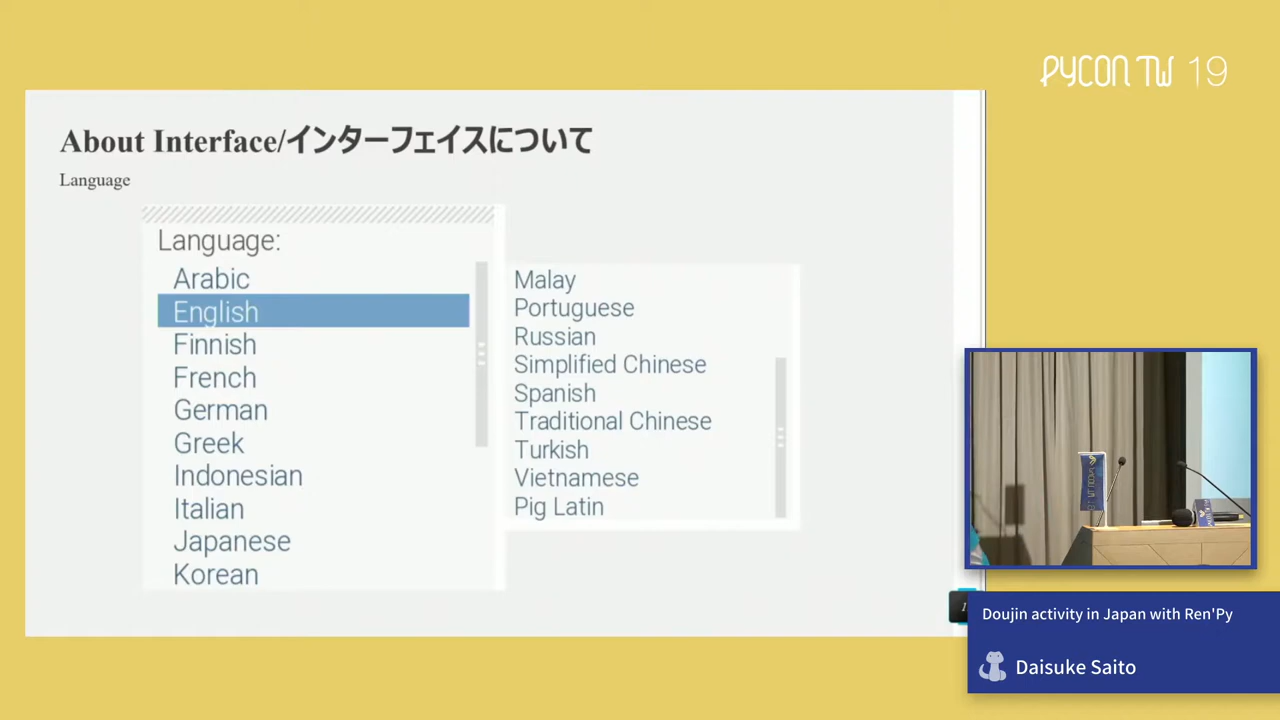 PYCON TW 19
About Interface/インターフェイスについて
Language
Language:
Arabic
English
Finnish
French
German
Greek
Indonesian
Italian
Japanese
Korean
Malay
Portuguese
Russian
Simplified Chinese
Spanish
Traditional Chinese
Turkish
Vietnamese
Pig Latin
Doujin activity in Japan with Ren'Py
Daisuke Saito